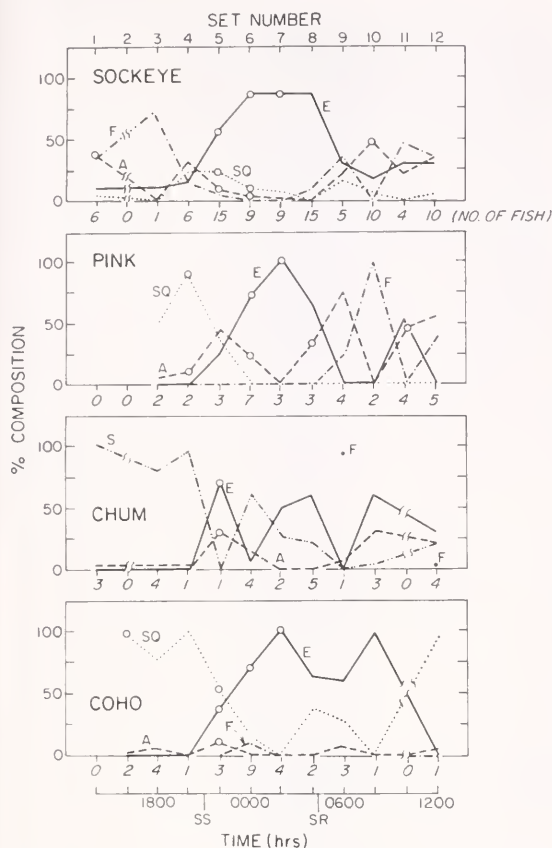 SET NUMBER
1 2 3 4 5 6 7 8 9 10 11 12
SOCKEYE
100
50
0
F
A
SQ
E
6 0 1 6 15 9 9 15 5 10 4 10 (NO. OF FISH)
PINK
100
50
0
SQ
A
E
F
0 0 2 2 3 7 3 3 4 2 4 5
% COMPOSITION
CHUM
100
50
0
S
E
A
F
F
3 0 4 1 1 4 2 5 1 3 0 4
COHO
100
50
0
SQ
A
F
E
0 2 4 1 3 9 4 2 3 1 0 1
1800 0000 0600 1200
SS SR
TIME (hrs)